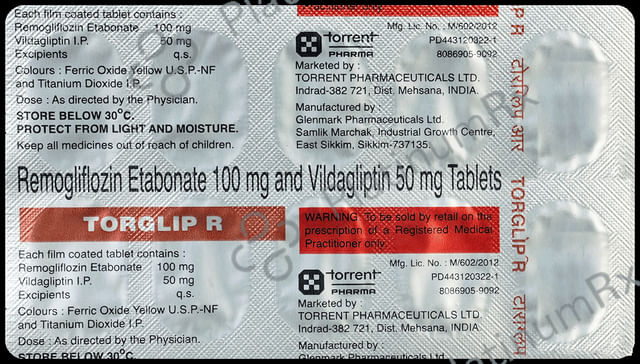 Each film coated tablet contains :
Remogliflozin Etabonate 100 mg
Vildagliptin I.P. 50 mg
Excipients q.s.
Colours : Ferric Oxide Yellow U.S.P.-NF
and Titanium Dioxide I.P.
Dose : As directed by the Physician.
STORE BELOW 30°C.
PROTECT FROM LIGHT AND MOISTURE.
Keep all medicines out of reach of children.
Mfg. Lic. No. : M/602/2012
torrent PD443120322-1
PHARMA 8086905-9092
Marketed by :
TORRENT PHARMACEUTICALS LTD.
Indrad-382 721, Dist. Mehsana, INDIA.
Manufactured by :
Glenmark Pharmaceuticals Ltd.
Samlik Marchak, Industrial Growth Centre,
East Sikkim, Sikkim-737135.
Remogliflozin Etabonate 100 mg and Vildagliptin 50 mg Tablets
TORGLIP R
WARNING: To be sold by retail on the
prescription of a Registered Medical
Practitioner only.
Each film coated tablet contains :
Remogliflozin Etabonate 100 mg
Vildagliptin I.P. 50 mg
Excipients q.s.
Colours : Ferric Oxide Yellow U.S.P.-NF
and Titanium Dioxide I.P.
Dose : As directed by the Physician.
STORE BELOW 30°C.
Mfg. Lic. No. : M/602/2012
torrent PD443120322-1
PHARMA 8086905-9092
Marketed by :
TORRENT PHARMACEUTICALS LTD.
Indrad-382 721, Dist. Mehsana, INDIA.
Manufactured by :
Glenmark Pharmaceuticals Ltd.
P R
टोरग्लिप आर
TORGLIP R
PlatinumRx